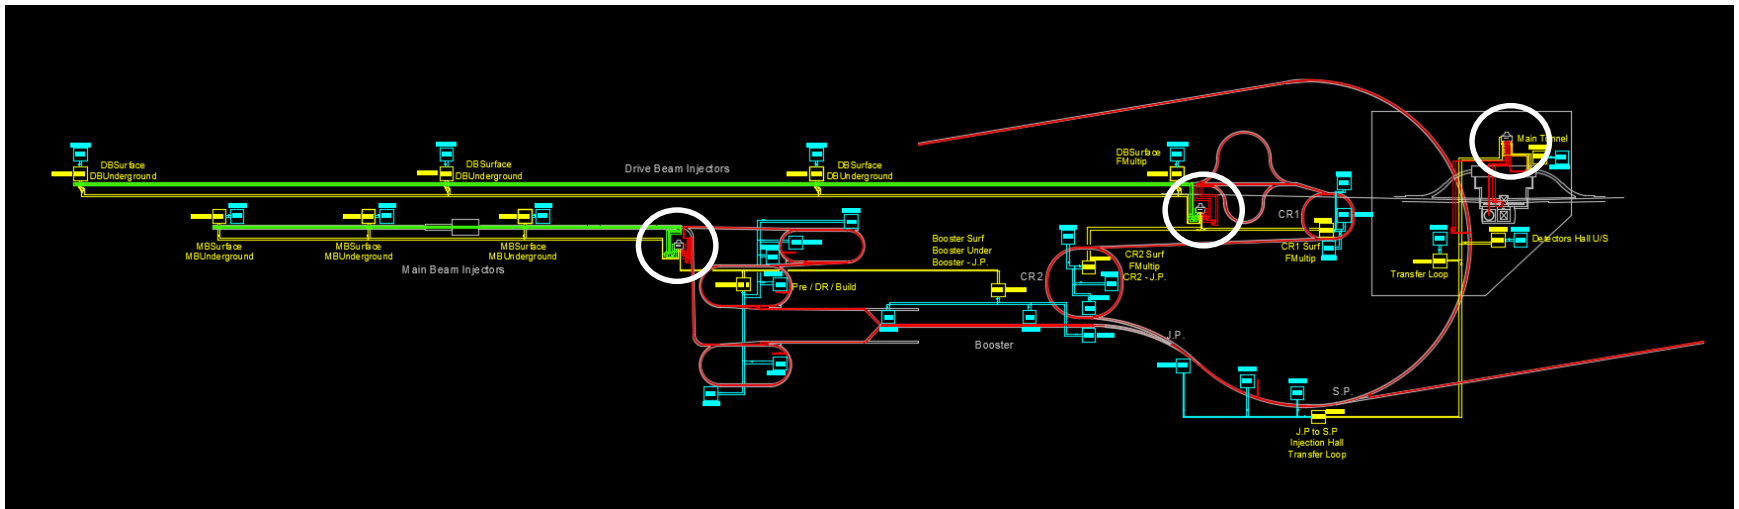 Main Tunnel
DBSurface
DBUnderground
DBSurface
DBUnderground
Drive Beam Injectors
DBSurface
DBUnderground
DBSurface
FMultip
CR1
MBSurface
MBUnderground
MBSurface
MBUnderground
MBSurface
MBUnderground
Main Beam Injectors
Booster Surf
Booster Under
Booster - J.P.
CR2
CR2 Surf
FMultip
CR2 - J.P.
CR1 Surf
FMultip
Detectors Hall U/S
Transfer Loop
Pre / DR / Build
Booster
J.P.
S.P.
J.P to S.P
Injection Hall
Transfer Loop